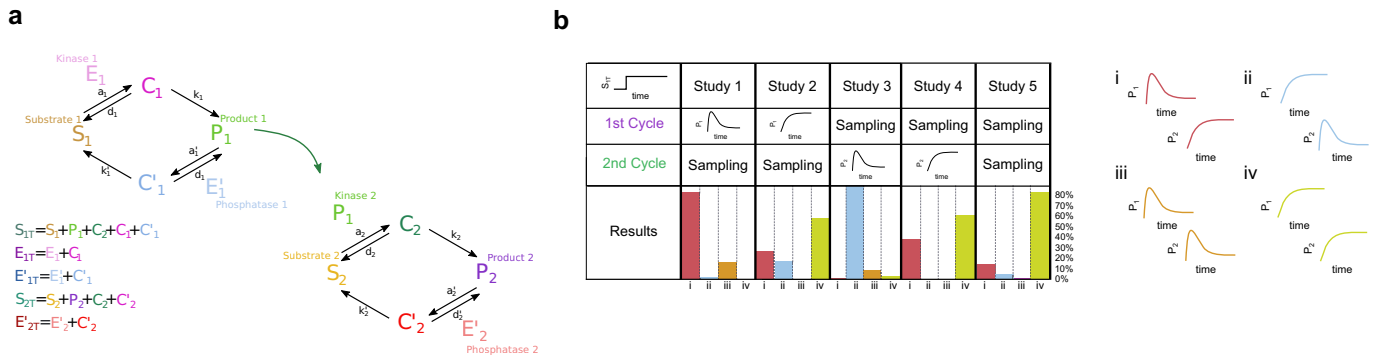 a
Kinase 1
E₁
C₁
a₁
d₁
k₁
Substrate 1
S₁
Product 1
P₁
k'₁
a'₁
d₁
C'₁
E'₁
Phosphatase 1
Kinase 2
P₁
C₂
a₂
d₂
k₂
Substrate 2
S₂
Product 2
P₂
k'₂
a'₂
d'₂
C'₂
E'₂
Phosphatase 2
S₁T=S₁+P₁+C₂+C₁+C'₁
E₁T=E₁+C₁
E'₁T=E'₁+C'₁
S₂T=S₂+P₂+C₂+C'₂
E'₂T=E'₂+C'₂
b
S₁T
time
Study 1
Study 2
Study 3
Study 4
Study 5
1st Cycle
P₁
time
P₁
time
Sampling
Sampling
Sampling
2nd Cycle
Sampling
Sampling
P₂
time
P₂
time
Sampling
Results
80%
70%
60%
50%
40%
30%
20%
10%
0%
i ii iii iv i ii iii iv i ii iii iv i ii iii iv i ii iii iv
i
P₁
time
P₂
time
ii
P₁
time
P₂
time
iii
P₁
time
P₂
time
iv
P₁
time
P₂
time